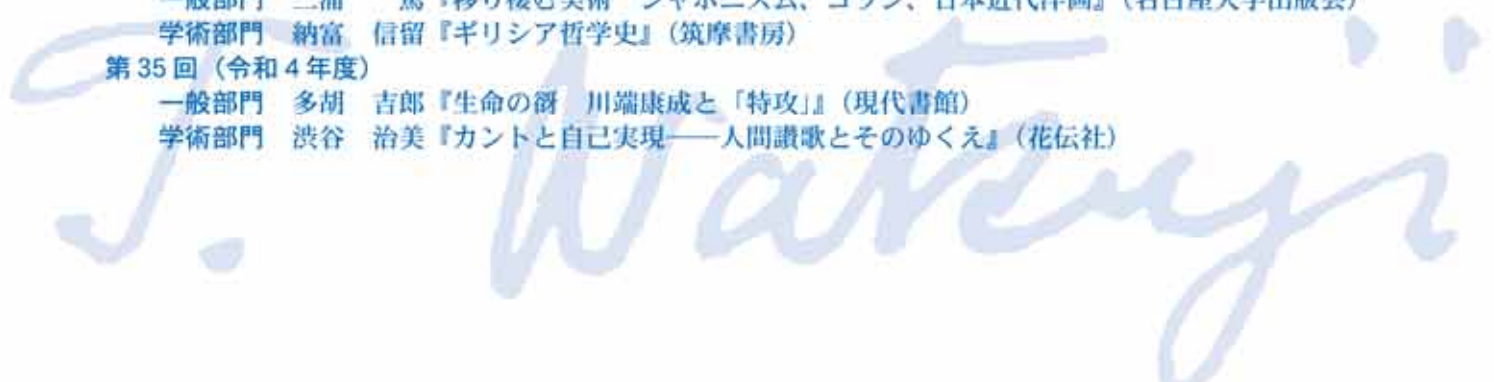 学術部門 納富 信留『ギリシア哲学史』(筑摩書房)
第35回(令和4年度)
一般部門 多胡 吉郎『生命の谺 川端康成と「特攻」』(現代書館)
学術部門 渋谷 治美『カントと自己実現――人間讃歌とそのゆくえ』(花伝社)
T. Watsuji